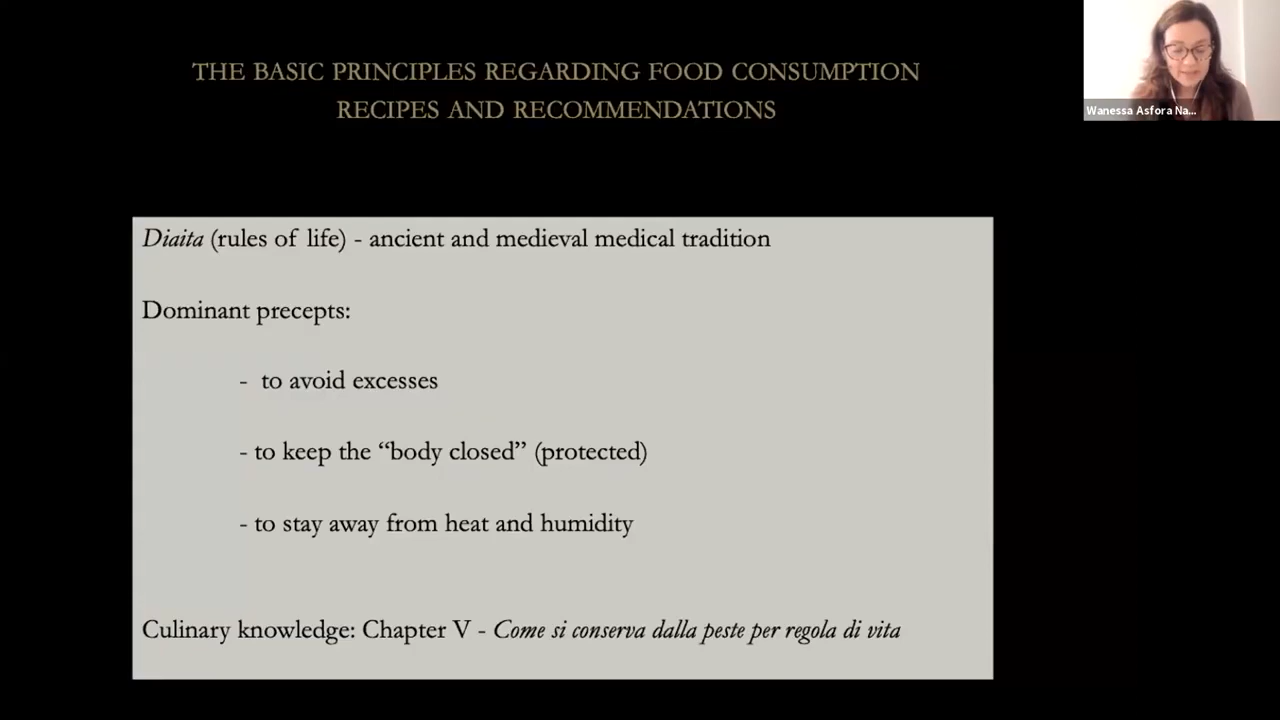 THE BASIC PRINCIPLES REGARDING FOOD CONSUMPTION
RECIPES AND RECOMMENDATIONS
Wanessa Asfora Na...
Diaita (rules of life) - ancient and medieval medical tradition
Dominant precepts:
- to avoid excesses
- to keep the “body closed” (protected)
- to stay away from heat and humidity
Culinary knowledge: Chapter V - Come si conserva dalla peste per regola di vita